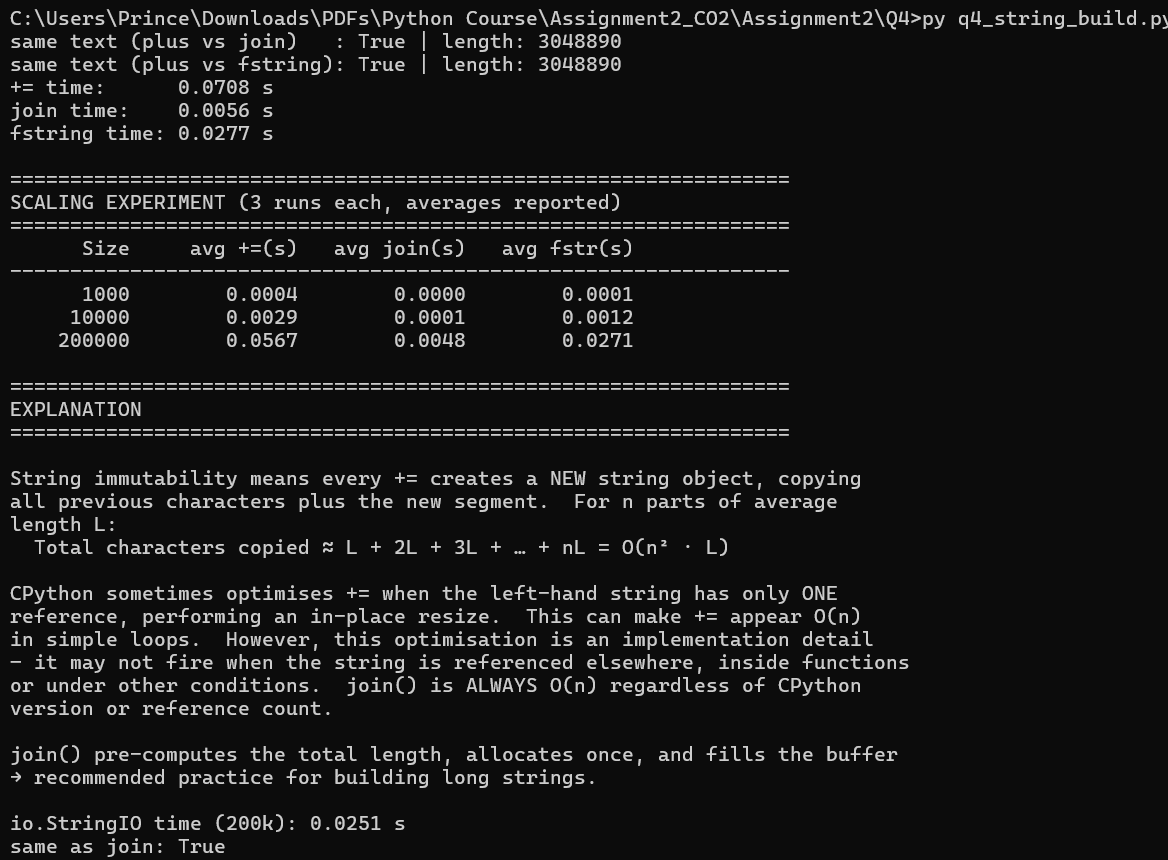 C:\Users\Prince\Downloads\PDFs\Python Course\Assignment2_CO2\Assignment2\Q4>py q4_string_build.py
same text (plus vs join)   : True | length: 3048890
same text (plus vs fstring): True | length: 3048890
+= time:      0.0708 s
join time:    0.0056 s
fstring time: 0.0277 s
=================================================================
SCALING EXPERIMENT (3 runs each, averages reported)
=================================================================
      Size     avg +=(s)   avg join(s)   avg fstr(s)
-----------------------------------------------------------------
      1000        0.0004        0.0000        0.0001
     10000        0.0029        0.0001        0.0012
    200000        0.0567        0.0048        0.0271
=================================================================
EXPLANATION
=================================================================
String immutability means every += creates a NEW string object, copying
all previous characters plus the new segment.  For n parts of average
length L:
  Total characters copied ≈ L + 2L + 3L + … + nL = O(n² · L)
CPython sometimes optimises += when the left-hand string has only ONE
reference, performing an in-place resize.  This can make += appear O(n)
in simple loops.  However, this optimisation is an implementation detail
– it may not fire when the string is referenced elsewhere, inside functions
or under other conditions.  join() is ALWAYS O(n) regardless of CPython
version or reference count.
join() pre-computes the total length, allocates once, and fills the buffer
→ recommended practice for building long strings.
io.StringIO time (200k): 0.0251 s
same as join: True